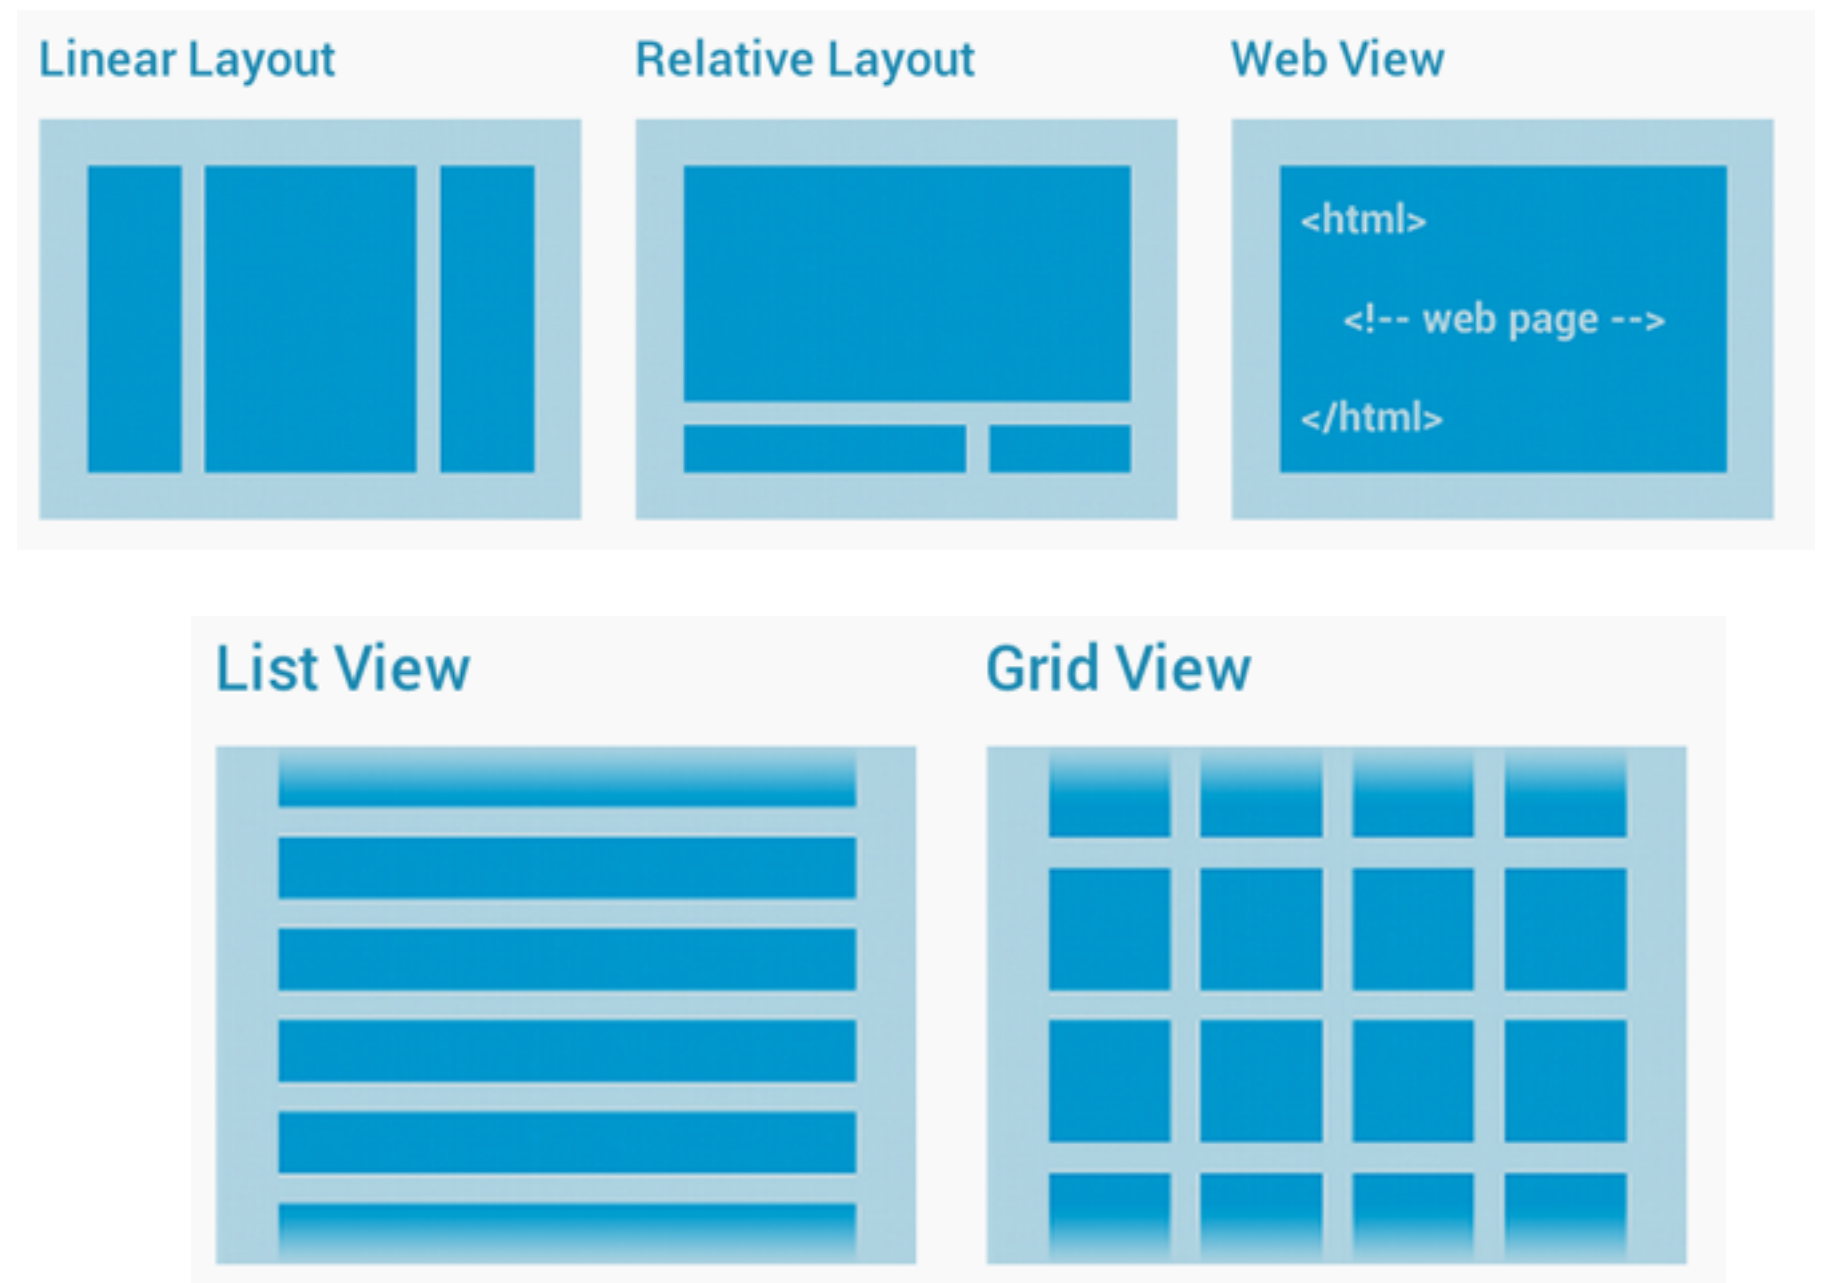 Linear Layout
Relative Layout
Web View
<html>
<!-- web page -->
</html>
List View
Grid View